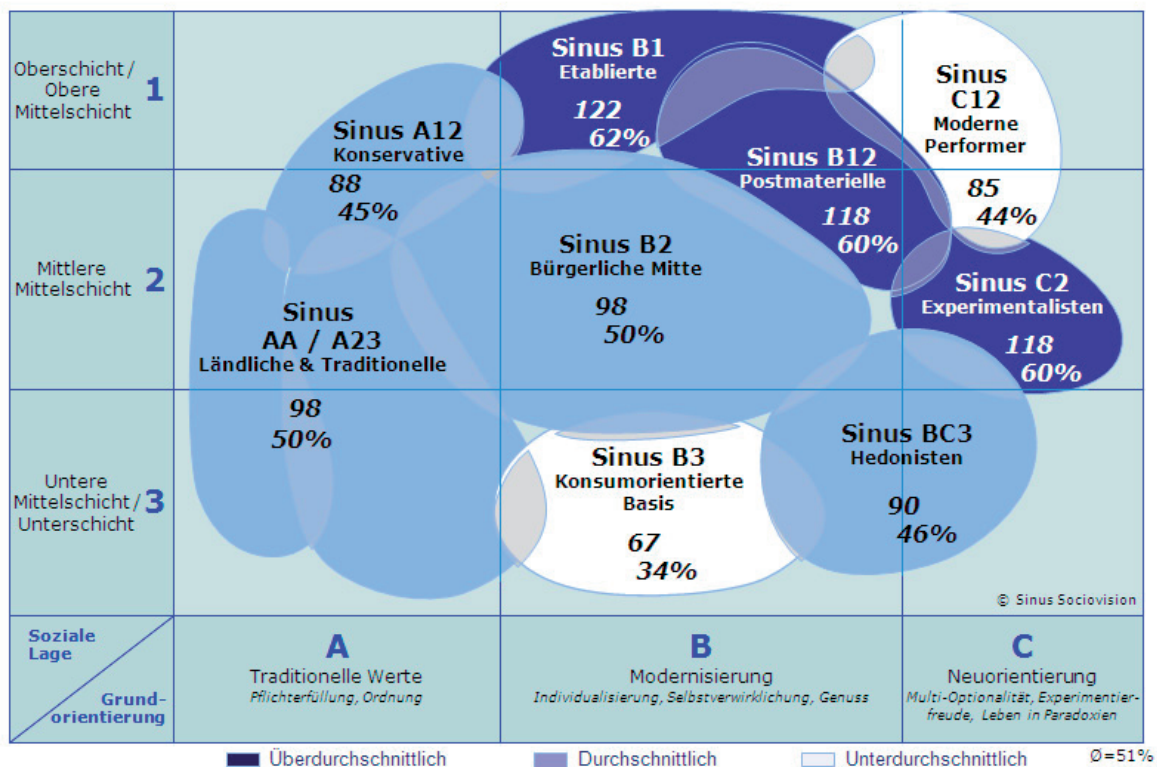 Oberschicht /
Obere
Mittelschicht
1
Mittlere
Mittelschicht
2
Untere
Mittelschicht /
Unterschicht
3
Sinus B1
Etablierte
122
62%
Sinus
C12
Moderne
Performer
85
44%
Sinus A12
Konservative
88
45%
Sinus B12
Postmaterielle
118
60%
Sinus B2
Bürgerliche Mitte
98
50%
Sinus C2
Experimentalisten
118
60%
Sinus
AA / A23
Ländliche & Traditionelle
98
50%
Sinus B3
Konsumorientierte
Basis
67
34%
Sinus BC3
Hedonisten
90
46%
© Sinus Sociovision
Soziale
Lage
Grund-
orientierung
A
Traditionelle Werte
Pflichterfüllung, Ordnung
B
Modernisierung
Individualisierung, Selbstverwirklichung, Genuss
C
Neuorientierung
Multi-Optionalität, Experimentier-
freude, Leben in Paradoxien
Überdurchschnittlich
Durchschnittlich
Unterdurchschnittlich
Ø=51%